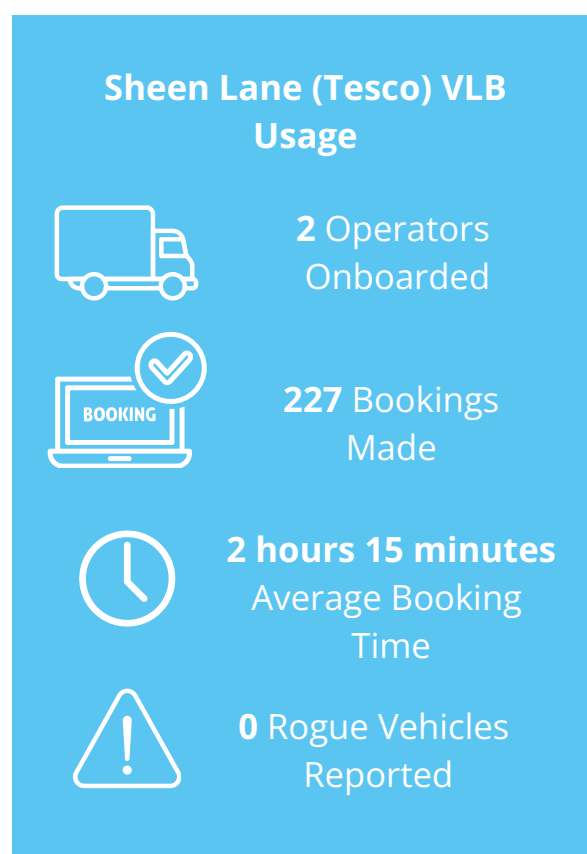 Sheen Lane (Tesco) VLB
Usage
2 Operators
Onboarded
BOOKING
227 Bookings
Made
2 hours 15 minutes
Average Booking
Time
0 Rogue Vehicles
Reported